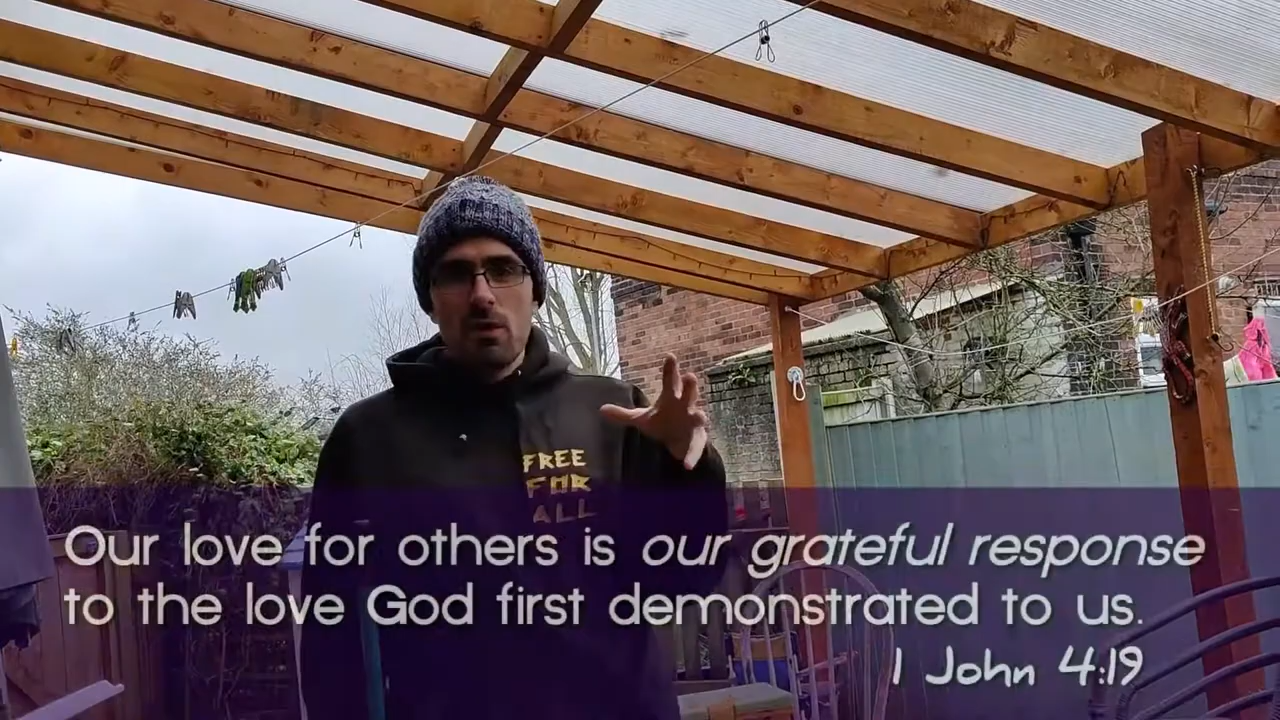 FREE
FOR
ALL
Our love for others is our grateful response
to the love God first demonstrated to us.
1 John 4:19